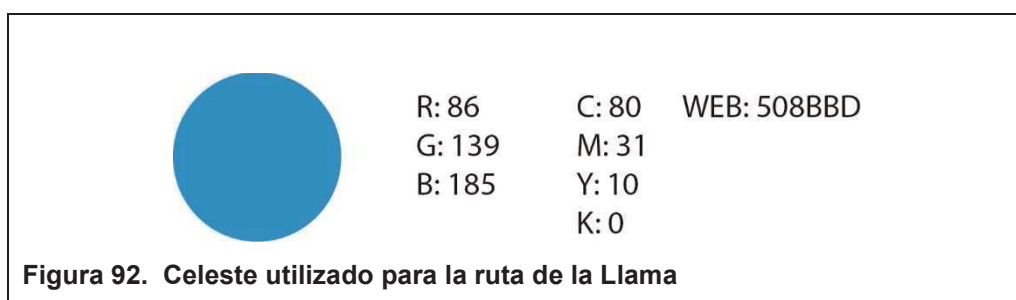 R: 86 C: 80 WEB: 508BBD
G: 139 M: 31
B: 185 Y: 10
K: 0
Figura 92. Celeste utilizado para la ruta de la Llama